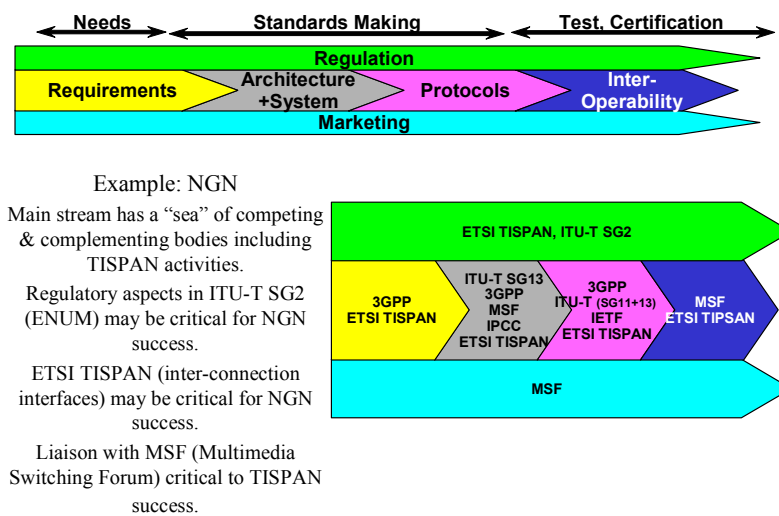 Needs
Standards Making
Test, Certification
Regulation
Requirements
Architecture
+System
Protocols
Inter-
Operability
Marketing
Example: NGN
Main stream has a “sea” of competing
& complementing bodies including
TISPAN activities.
Regulatory aspects in ITU-T SG2
(ENUM) may be critical for NGN
success.
ETSI TISPAN (inter-connection
interfaces) may be critical for NGN
success.
Liaison with MSF (Multimedia
Switching Forum) critical to TISPAN
success.
ETSI TISPAN, ITU-T SG2
3GPP
ETSI TISPAN
ITU-T SG13
3GPP
MSF
IPCC
ETSI TISPAN
3GPP
ITU-T (SG11+13)
IETF
ETSI TISPAN
MSF
ETSI TIPSAN
MSF